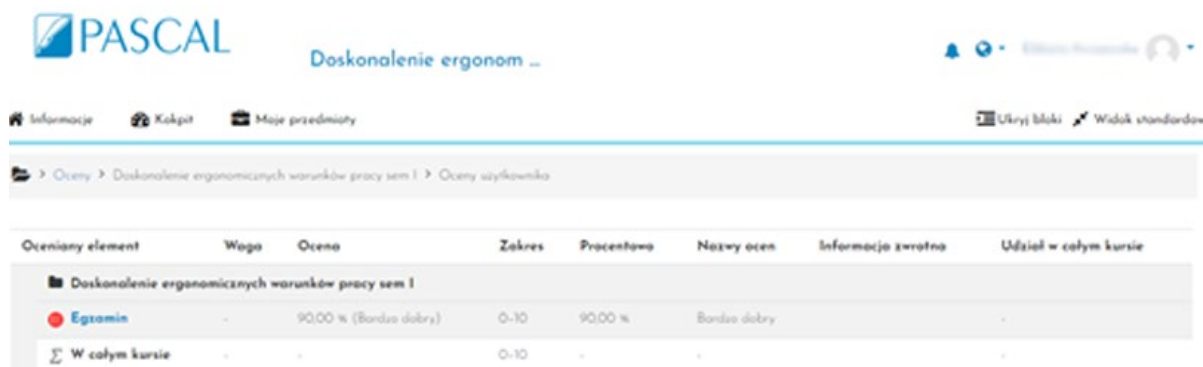 PASCAL
Doskonalenie ergonom ...
Informacje Kokpit Moje przedmioty Ukryj bloki Widok standardow
> Oceny > Doskonalenie ergonomicznych warunków pracy sem I > Oceny użytkownika
Oceniany element Waga Ocena Zakres Procentowo Nazwy ocen Informacja zwrotna Udział w całym kursie
Doskonalenie ergonomicznych warunków pracy sem I
Egzamin - 90,00 % (Bardzo dobry) 0-10 90,00 % Bardzo dobry -
Σ W całym kursie - - 0-10 - - -